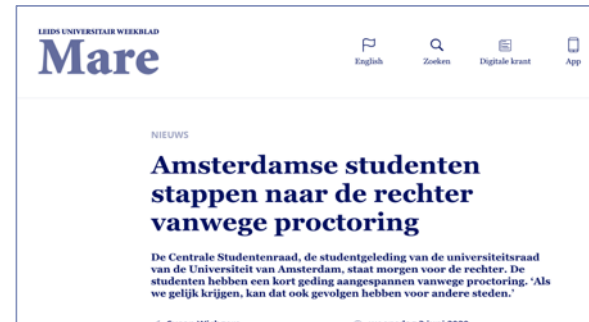 LEIDS UNIVERSITAIR WEEKBLAD
Mare
English Zoeken Digitale krant App
NIEUWS
Amsterdamse studenten
stappen naar de rechter
vanwege proctoring
De Centrale Studentenraad, de studentgeleding van de universiteitsraad
van de Universiteit van Amsterdam, staat morgen voor de rechter. De
studenten hebben een kort geding aangespannen vanwege proctoring. ‘Als
we gelijk krijgen, kan dat ook gevolgen hebben voor andere steden.’